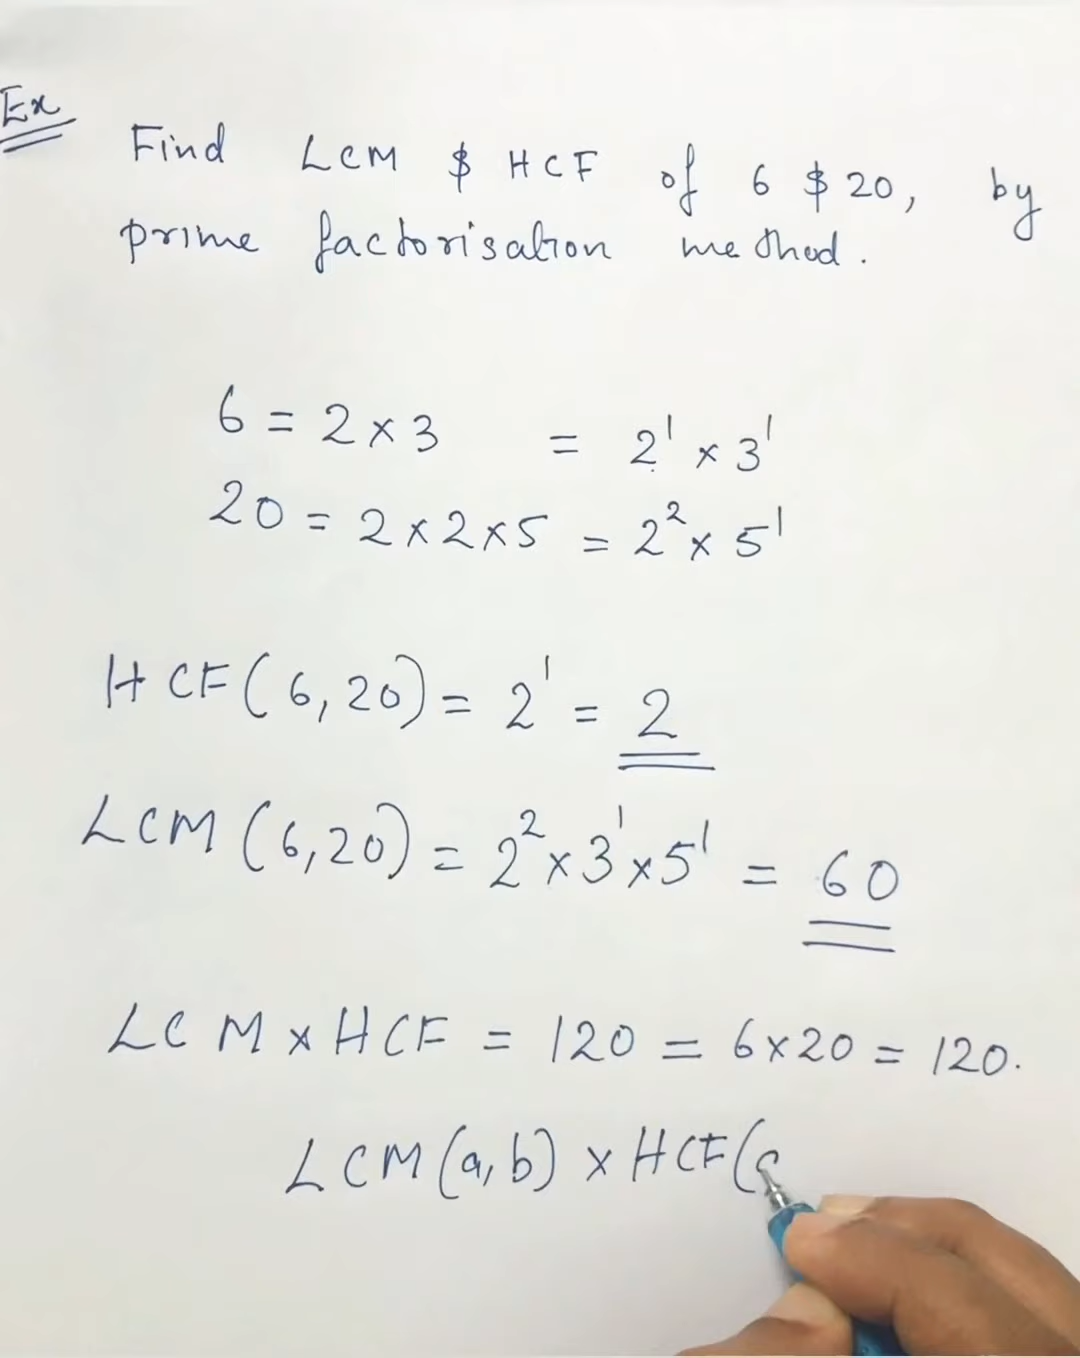 Ex
Find LCM $ HCF of 6 $ 20, by
prime factorisation method.
6 = 2 × 3 = 2¹ × 3¹
20 = 2 × 2 × 5 = 2² × 5¹
HCF(6,20) = 2¹ = 2
LCM (6,20) = 2² × 3¹ × 5¹ = 60
LCM × HCF = 120 = 6 × 20 = 120.
LCM (a,b) × HCF(